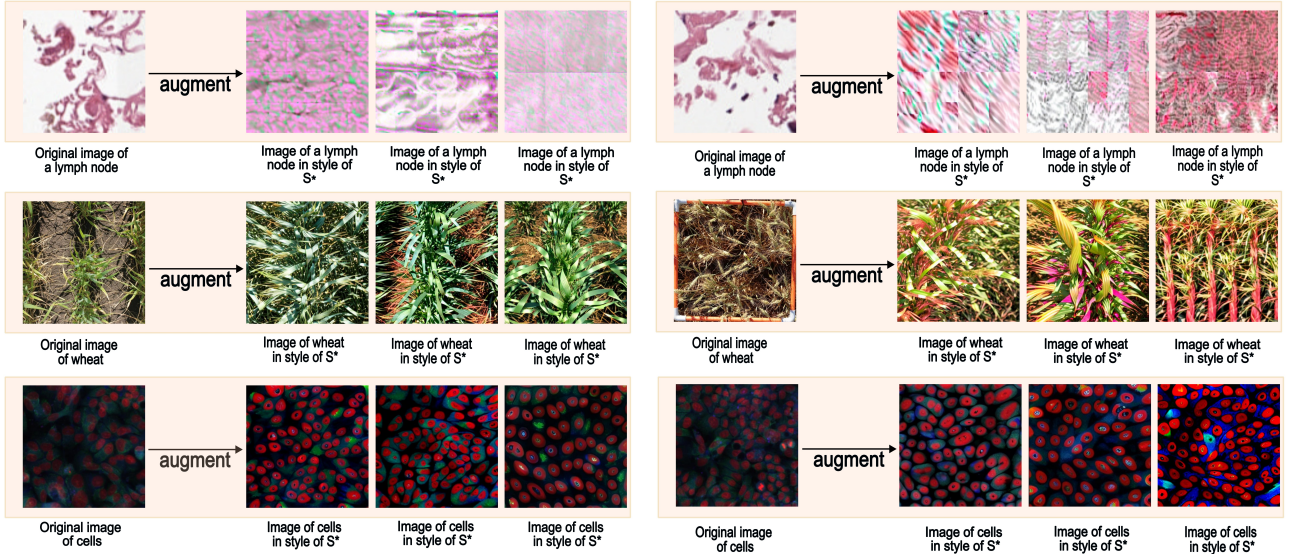 augment
augment
Original image of
a lymph node
Image of a lymph
node in style of
S*
Image of a lymph
node in style of
S*
Image of a lymph
node in style of
S*
Original image of
a lymph node
Image of a lymph
node in style of
S*
Image of a lymph
node in style of
S*
Image of a lymph
node in style of
S*
augment
augment
Original image
of wheat
Image of wheat
in style of S*
Image of wheat
in style of S*
Image of wheat
in style of S*
Original image
of wheat
Image of wheat
in style of S*
Image of wheat
in style of S*
Image of wheat
in style of S*
augment
augment
Original image
of cells
Image of cells
in style of S*
Image of cells
in style of S*
Image of cells
in style of S*
Original image
of cells
Image of cells
in style of S*
Image of cells
in style of S*
Image of cells
in style of S*